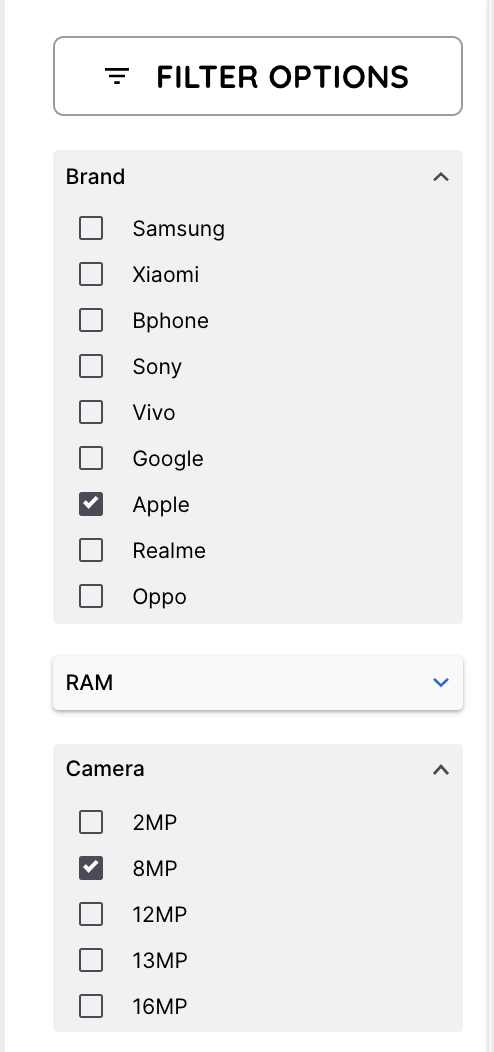 FILTER OPTIONS
Brand
Samsung
Xiaomi
Bphone
Sony
Vivo
Google
Apple
Realme
Oppo
RAM
Camera
2MP
8MP
12MP
13MP
16MP